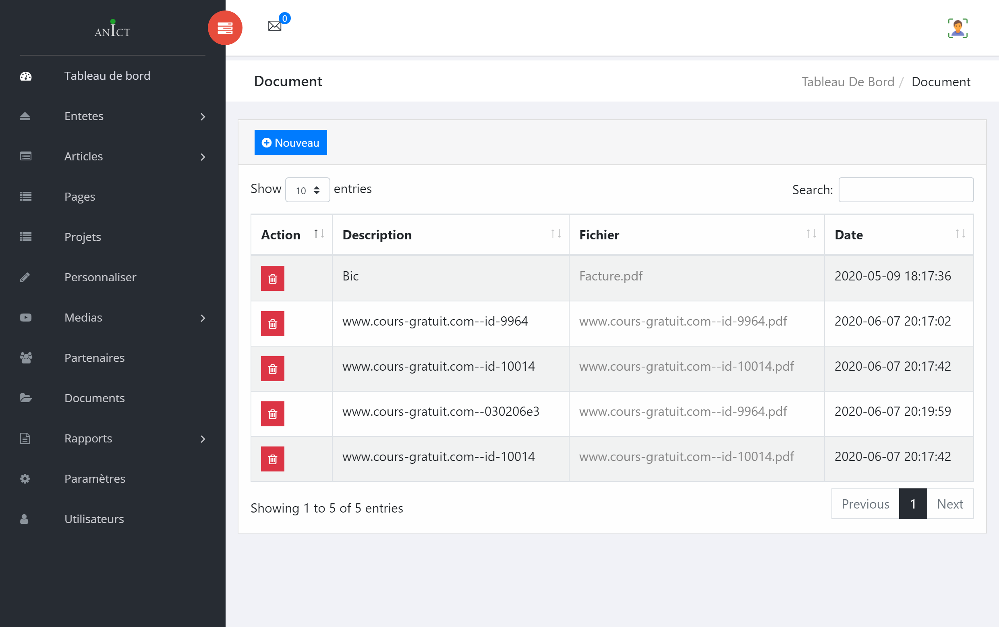 ANICT
0
Tableau de bord
Entetes
Articles
Pages
Projets
Personnaliser
Medias
Partenaires
Documents
Rapports
Paramètres
Utilisateurs
Document
Tableau De Bord / Document
Nouveau
Show 10 entries
Search:
Action Description Fichier Date
Bic Facture.pdf 2020-05-09 18:17:36
www.cours-gratuit.com--id-9964 www.cours-gratuit.com--id-9964.pdf 2020-06-07 20:17:02
www.cours-gratuit.com--id-10014 www.cours-gratuit.com--id-10014.pdf 2020-06-07 20:17:42
www.cours-gratuit.com--030206e3 www.cours-gratuit.com--id-9964.pdf 2020-06-07 20:19:59
www.cours-gratuit.com--id-10014 www.cours-gratuit.com--id-10014.pdf 2020-06-07 20:17:42
Showing 1 to 5 of 5 entries
Previous 1 Next